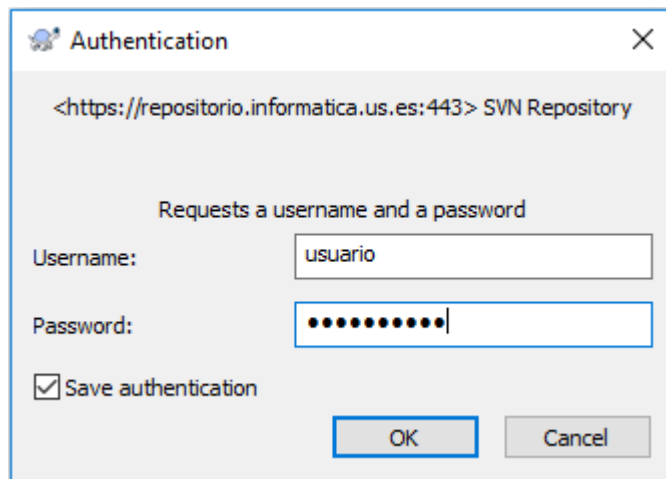 Authentication
<https://repositorio.informatica.us.es:443> SVN Repository
Requests a username and a password
Username: usuario
Password: ●●●●●●●●●●
Save authentication
OK Cancel